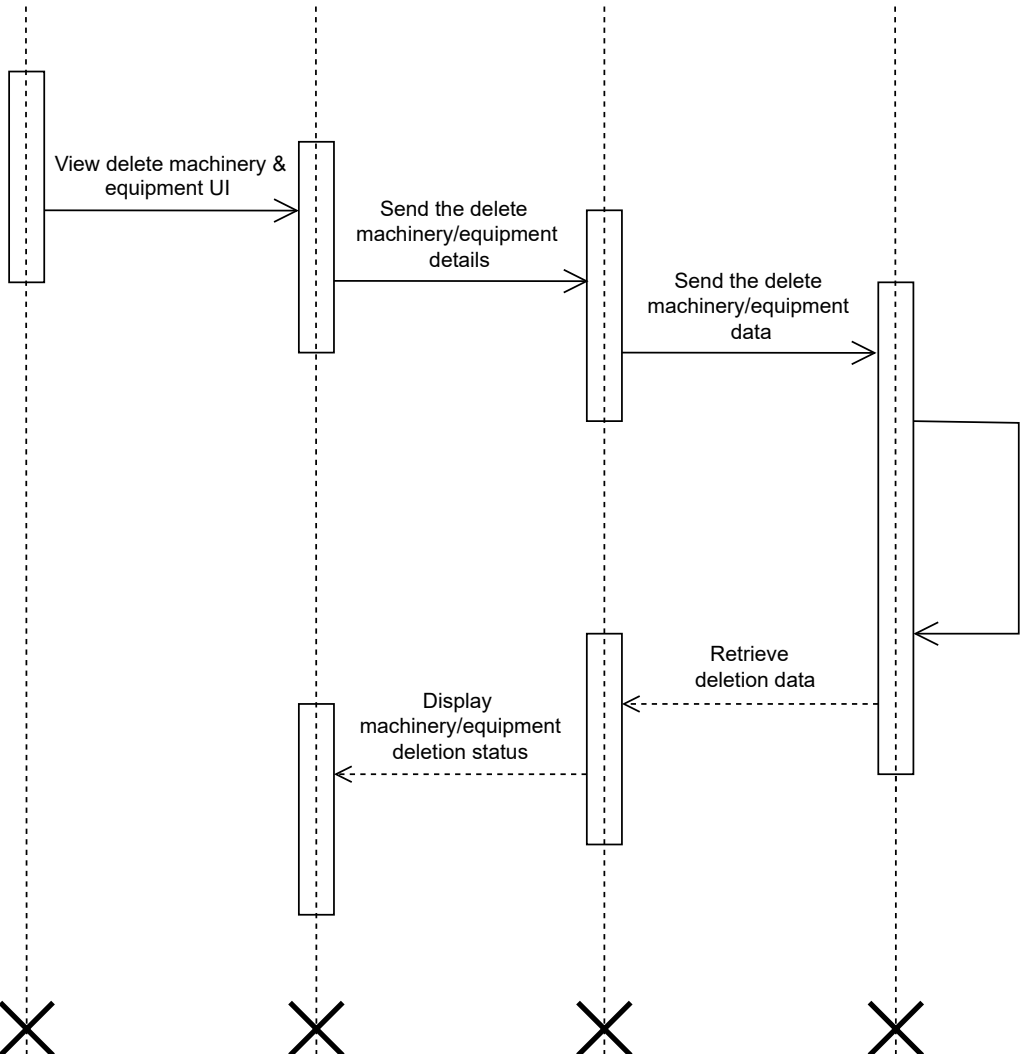 View delete machinery &
equipment UI
Send the delete
machinery/equipment
details
Send the delete
machinery/equipment
data
Retrieve
deletion data
Display
machinery/equipment
deletion status